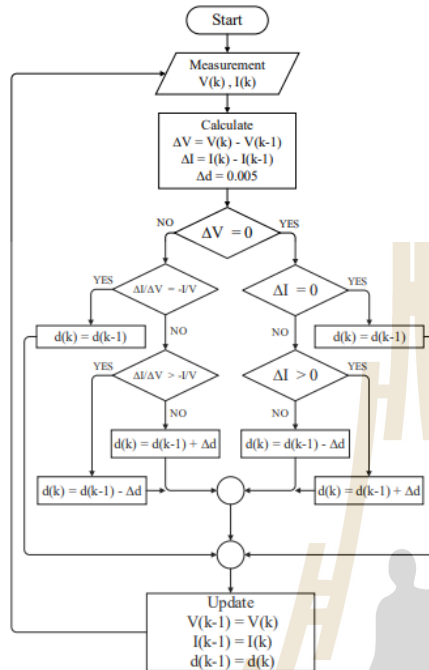 Start
Measurement
V(k) , I(k)
Calculate
ΔV = V(k) - V(k-1)
ΔI = I(k) - I(k-1)
Δd = 0.005
NO
YES
ΔV = 0
YES
ΔI/ΔV = -I/V
ΔI = 0
YES
d(k) = d(k-1)
NO
NO
d(k) = d(k-1)
YES
ΔI/ΔV > -I/V
ΔI > 0
YES
NO
NO
d(k) = d(k-1) + Δd
d(k) = d(k-1) - Δd
d(k) = d(k-1) - Δd
d(k) = d(k-1) + Δd
Update
V(k-1) = V(k)
I(k-1) = I(k)
d(k-1) = d(k)